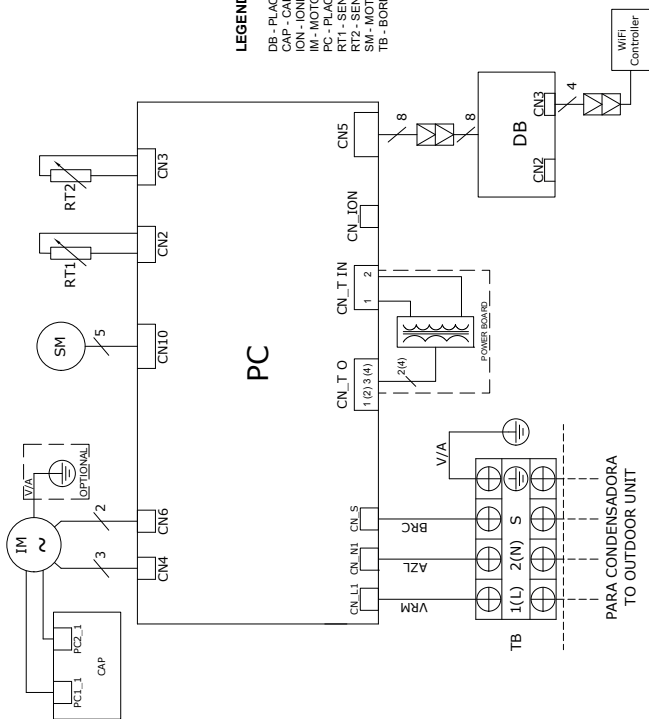 LEGEND
DB - PLAC
CAP - CA
ION - IONI
IM - MOTO
PC - PLAC
RT1 - SEN
RT2 - SEN
SM - MOT
TB - BOR
IM
~
V/A
OPTIONAL
PC1_1
PC2_1
CAP
3
2
CN4
CN6
SM
5
CN10
RT1
CN2
RT2
CN3
PC
CN_L1
CN_N1
CN_S
CN_T O
1 (2) 3 (4)
CN_T IN
1 2
CN_ION
CN5
VRM
AZL
BRC
V/A
TB
1(L)
2(N)
S
PARA CONDENSADORA
TO OUTDOOR UNIT
2(4)
POWER BOARD
8
8
DB
CN2
CN3
4
WiFi
Controller